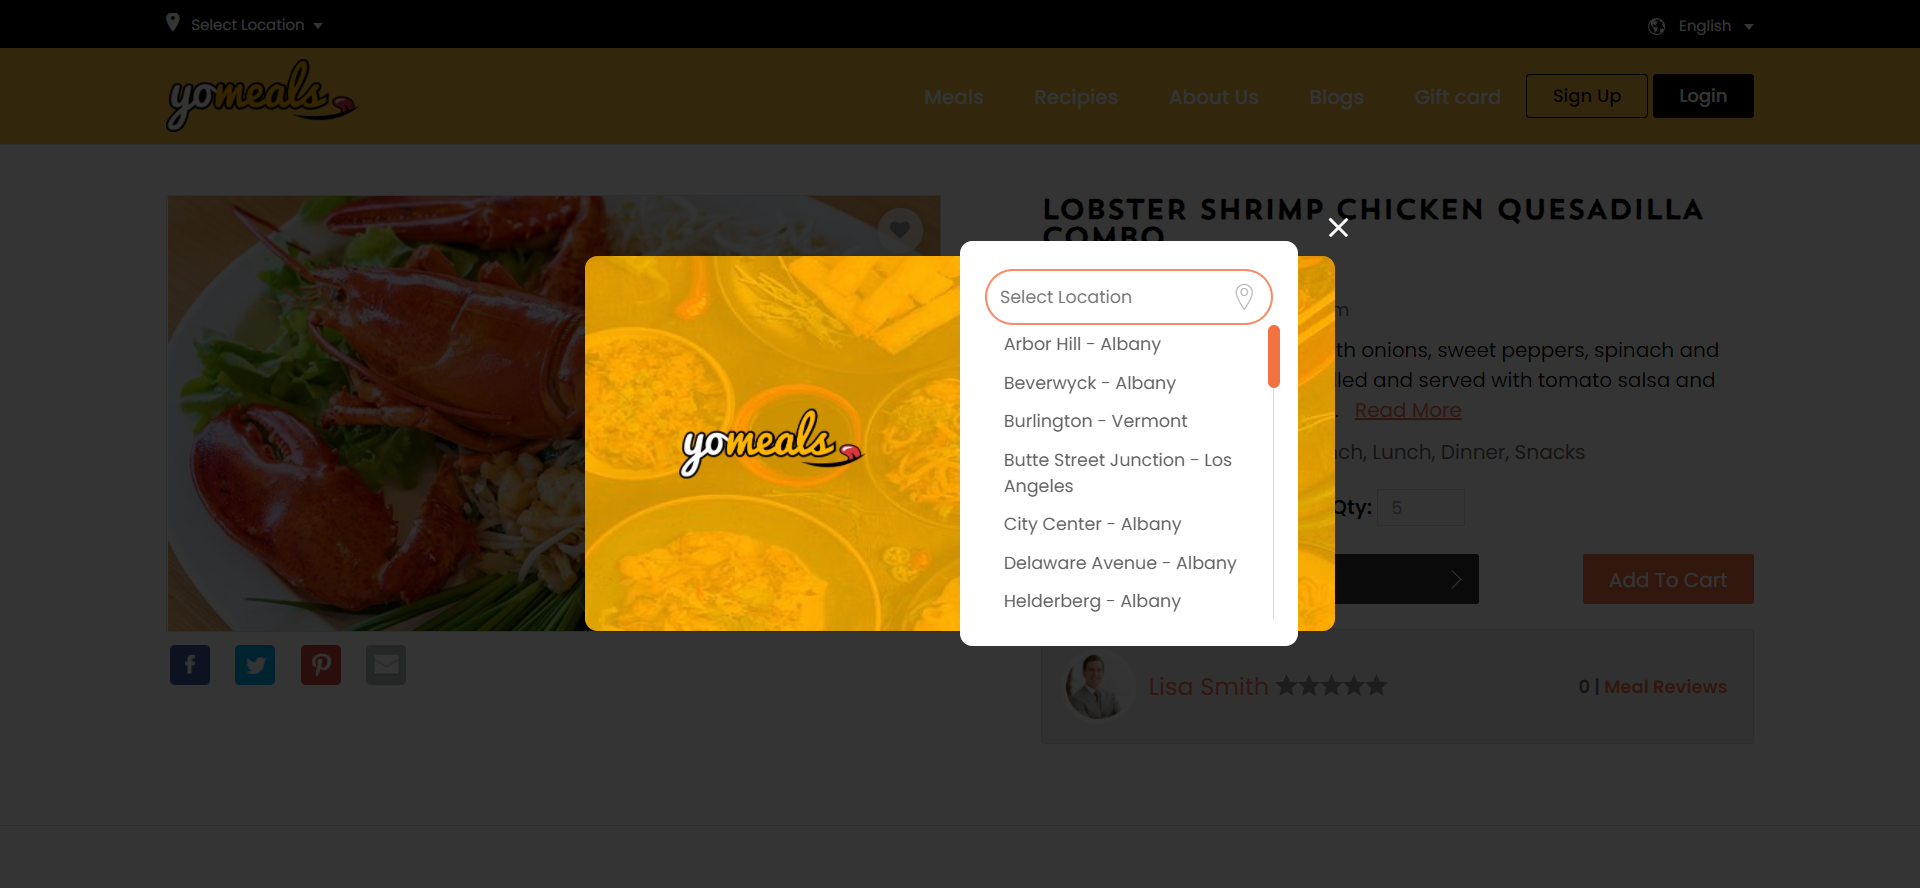 Select Location
English
yomeals
Meals
Recipies
About Us
Blogs
Gift card
Sign Up
Login
LOBSTER SHRIMP CHICKEN QUESADILLA
COMBO
Select Location
Arbor Hill - Albany
Beverwyck - Albany
Burlington - Vermont
Butte Street Junction - Los
Angeles
City Center - Albany
Delaware Avenue - Albany
Helderberg - Albany
yomeals
onions, sweet peppers, spinach and
and served with tomato salsa and
Read More
Lunch, Dinner, Snacks
Qty: 5
Add To Cart
Lisa Smith
0 | Meal Reviews